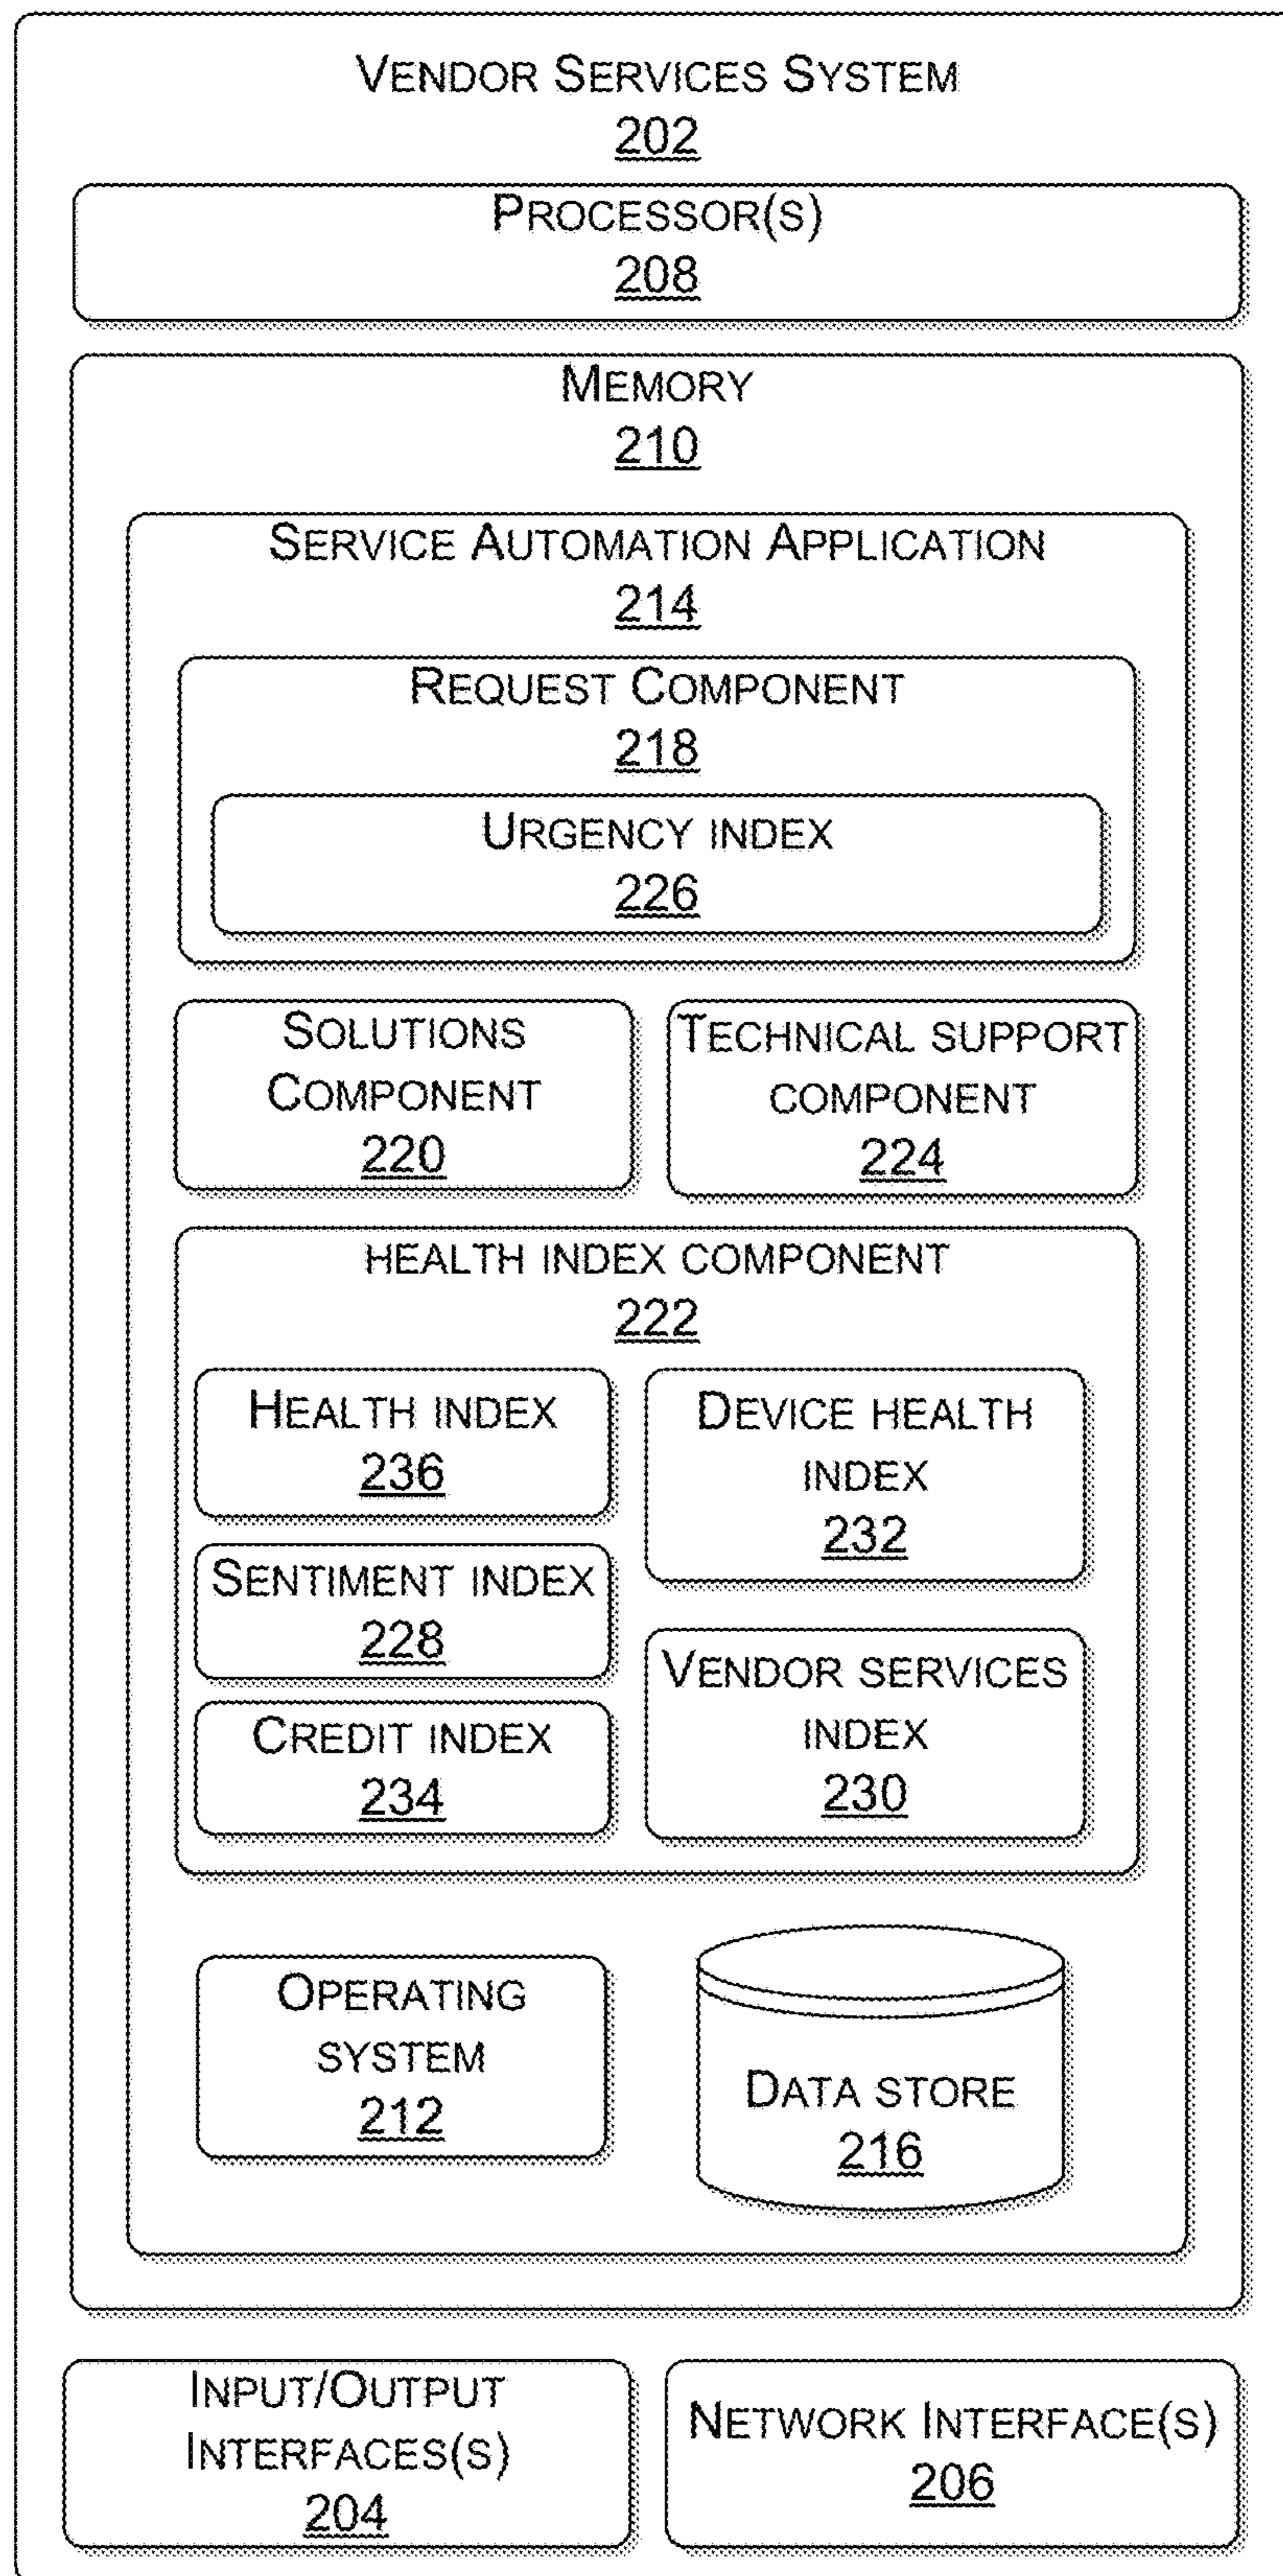 VENDOR SERVICES SYSTEM
202
PROCESSOR(S)
208
MEMORY
210
SERVICE AUTOMATION APPLICATION
214
REQUEST COMPONENT
218
URGENCY INDEX
226
SOLUTIONS
COMPONENT
220
TECHNICAL SUPPORT
COMPONENT
224
HEALTH INDEX COMPONENT
222
HEALTH INDEX
236
DEVICE HEALTH
INDEX
232
SENTIMENT INDEX
228
VENDOR SERVICES
INDEX
230
CREDIT INDEX
234
OPERATING
SYSTEM
212
DATA STORE
216
INPUT/OUTPUT
INTERFACES(S)
204
NETWORK INTERFACE(S)
206